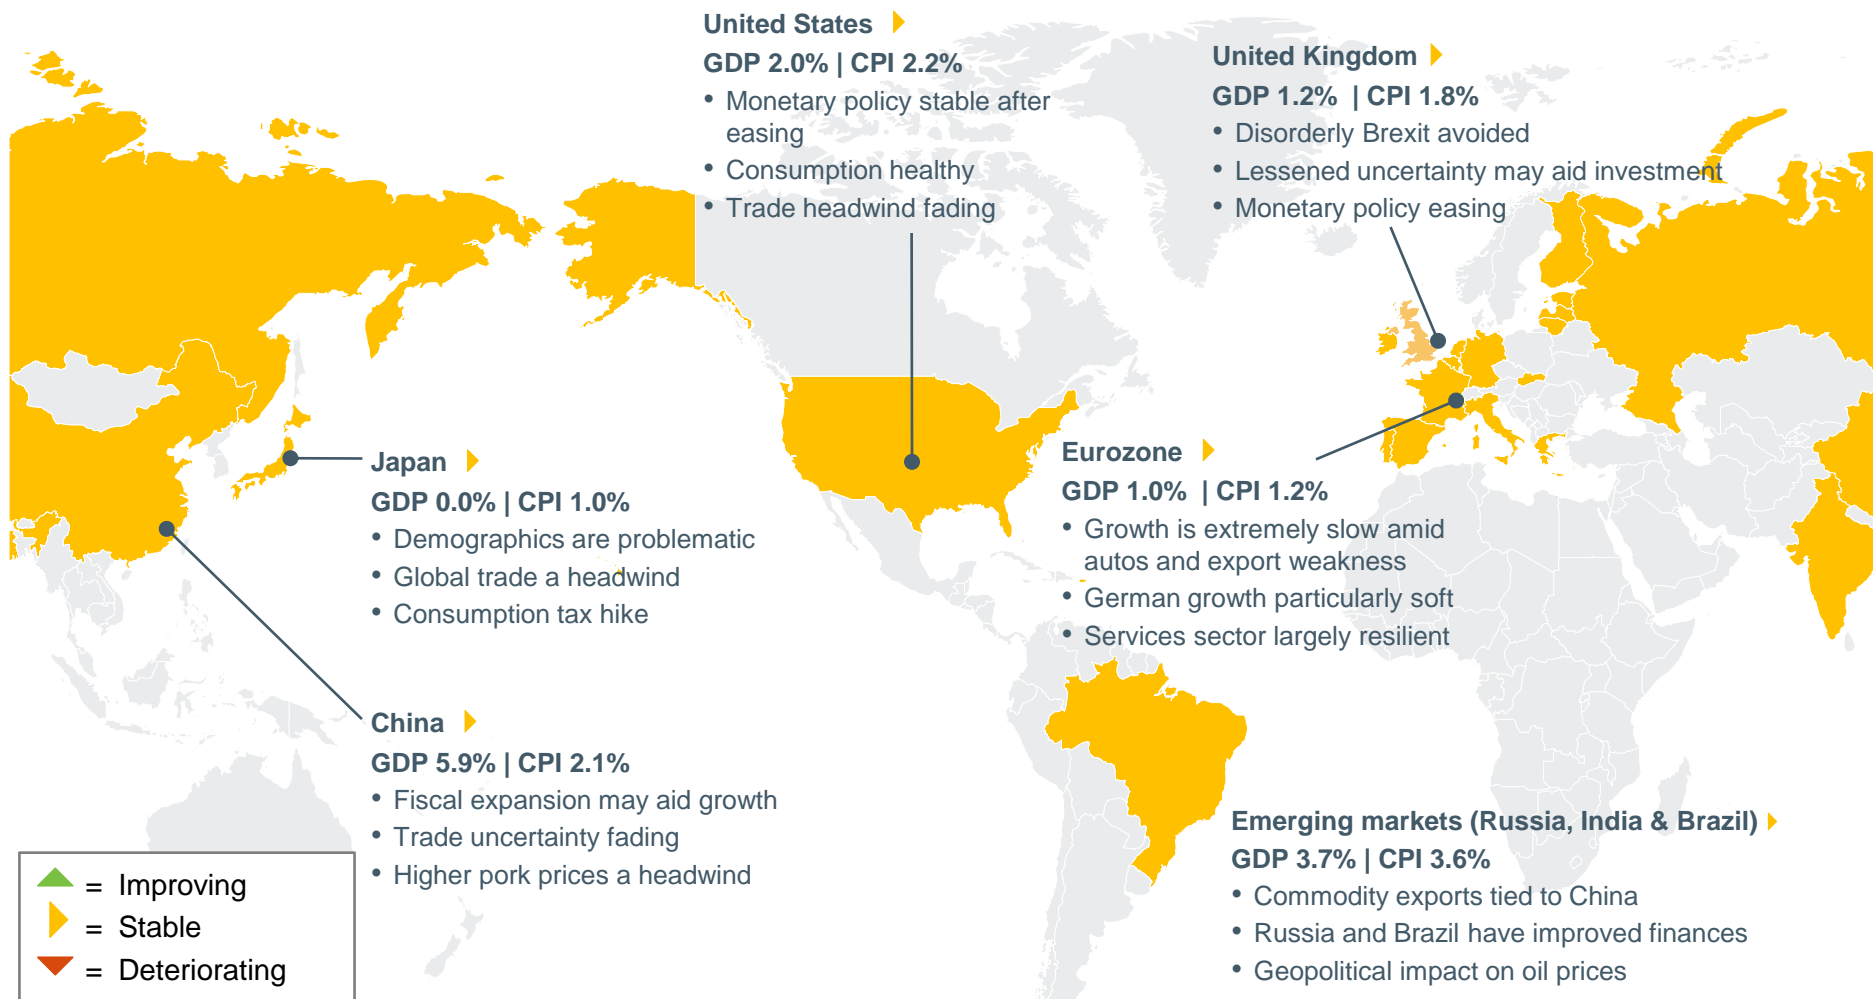 United States
GDP 2.0% | CPI 2.2%
• Monetary policy stable after
easing
• Consumption healthy
• Trade headwind fading
United Kingdom
GDP 1.2% | CPI 1.8%
• Disorderly Brexit avoided
• Lessened uncertainty may aid investment
• Monetary policy easing
Japan
GDP 0.0% | CPI 1.0%
• Demographics are problematic
• Global trade a headwind
• Consumption tax hike
Eurozone
GDP 1.0% | CPI 1.2%
• Growth is extremely slow amid
autos and export weakness
• German growth particularly soft
• Services sector largely resilient
China
GDP 5.9% | CPI 2.1%
• Fiscal expansion may aid growth
• Trade uncertainty fading
• Higher pork prices a headwind
Emerging markets (Russia, India & Brazil)
GDP 3.7% | CPI 3.6%
• Commodity exports tied to China
• Russia and Brazil have improved finances
• Geopolitical impact on oil prices
= Improving
= Stable
= Deteriorating